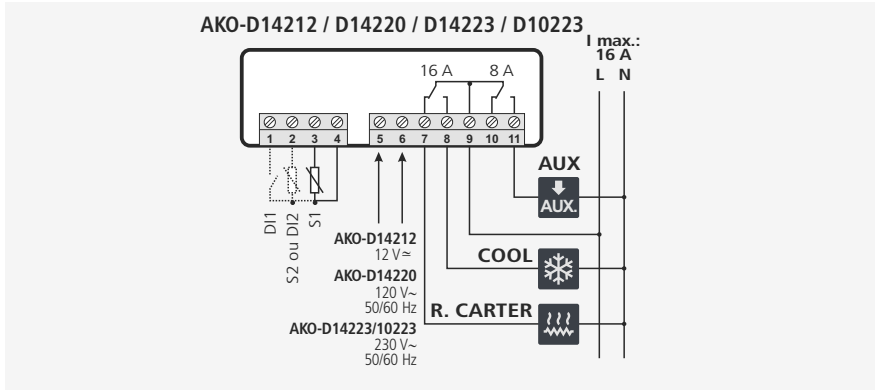 AKO-D14212 / D14220 / D14223 / D10223
I max.:
16 A
L N
16 A 8 A
1 2 3 4 5 6 7 8 9 10 11
DI1
S2 ou DI2
S1
AUX
AUX.
AKO-D14212
12 V≂
COOL
AKO-D14220
120 V~
50/60 Hz
R. CARTER
AKO-D14223/10223
230 V~
50/60 Hz